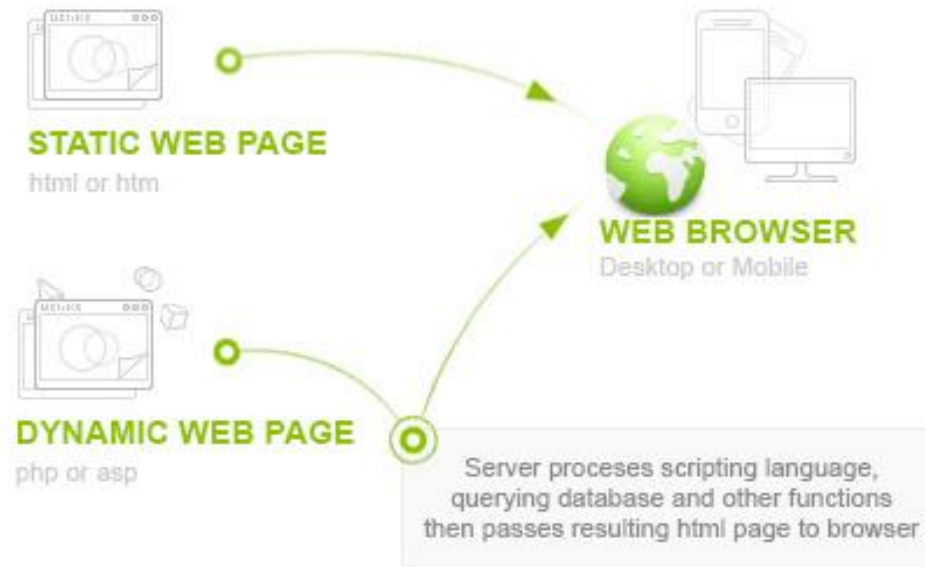 STATIC WEB PAGE
html or htm
WEB BROWSER
Desktop or Mobile
DYNAMIC WEB PAGE
php or asp
Server proceses scripting language,
querying database and other functions
then passes resulting html page to browser